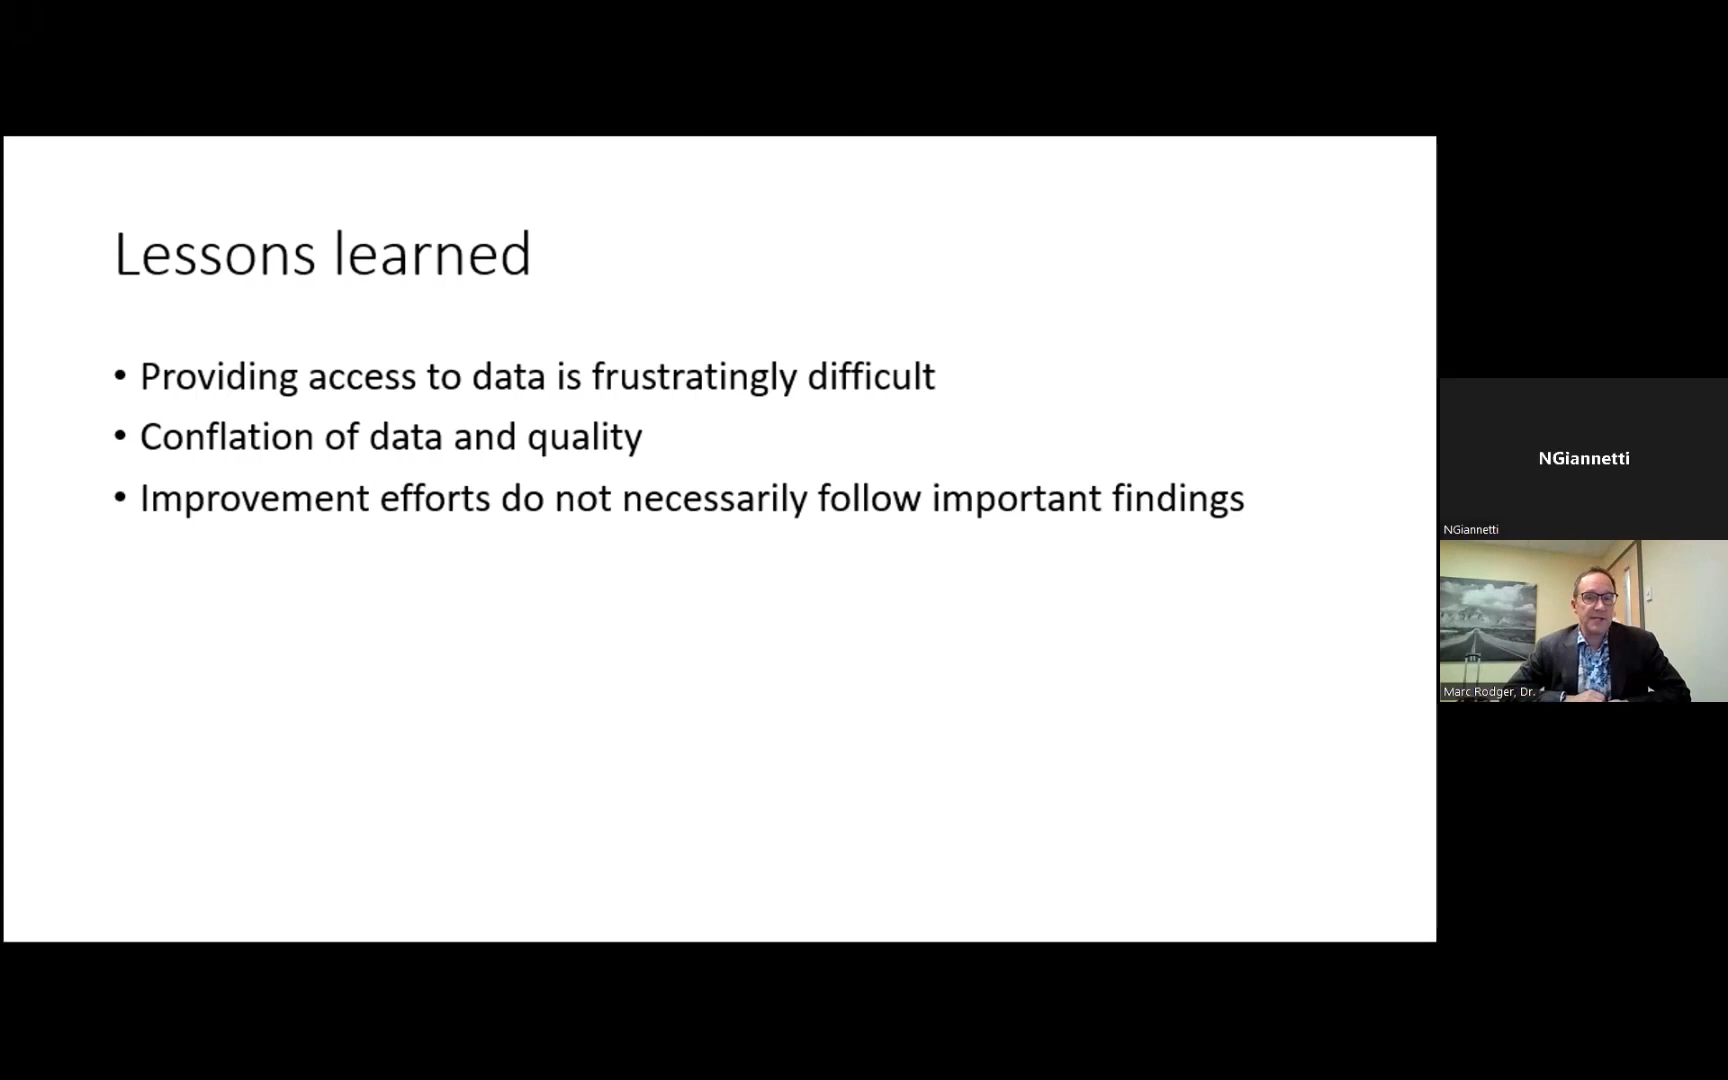 Lessons learned
• Providing access to data is frustratingly difficult
• Conflation of data and quality
• Improvement efforts do not necessarily follow important findings
NGiannetti
NGiannetti
Marc Rodger, Dr.